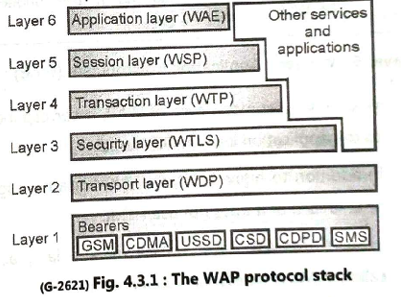 Layer 6 Application layer (WAE) Other services
and
applications
Layer 5 Session layer (WSP)
Layer 4 Transaction layer (WTP)
Layer 3 Security layer (WTLS)
Layer 2 Transport layer (WDP)
Layer 1 Bearers
GSM CDMA USSD CSD CDPD SMS
(G-2621) Fig. 4.3.1 : The WAP protocol stack